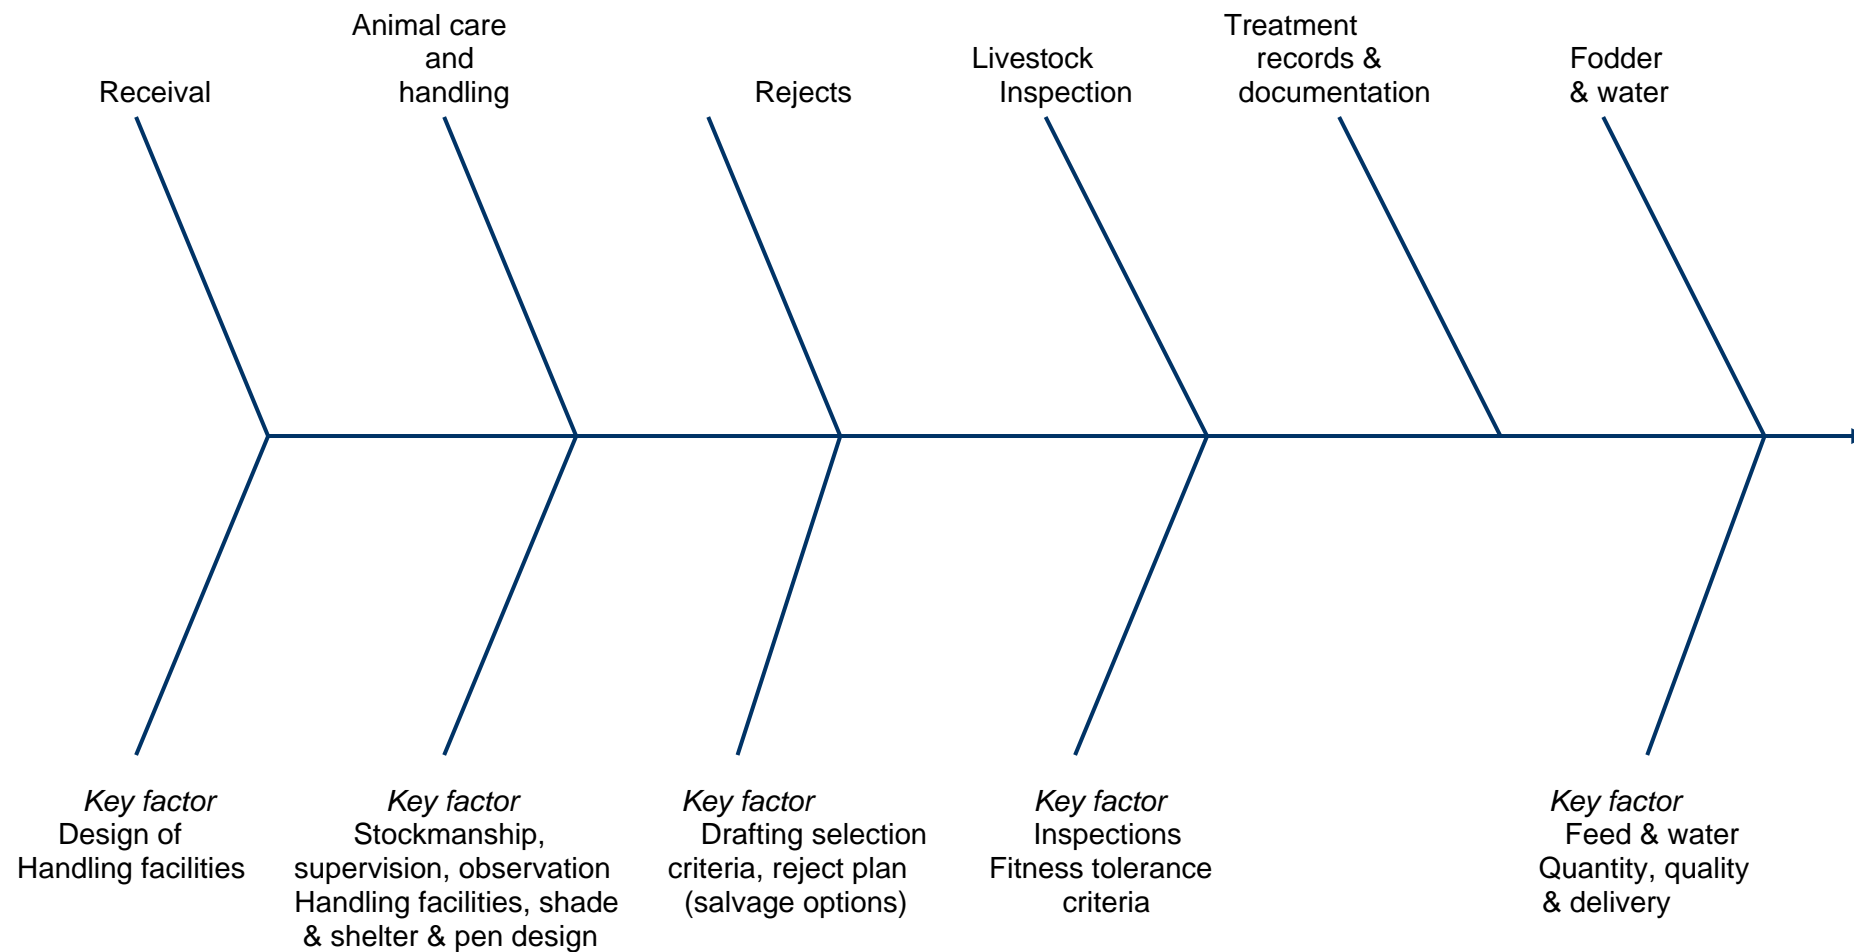 Receival
Animal care
and
handling
Rejects
Livestock
Inspection
Treatment
records &
documentation
Fodder
& water
Key factor
Design of
Handling facilities
Key factor
Stockmanship,
supervision, observation
Handling facilities, shade
& shelter & pen design
Key factor
Drafting selection
criteria, reject plan
(salvage options)
Key factor
Inspections
Fitness tolerance
criteria
Key factor
Feed & water
Quantity, quality
& delivery